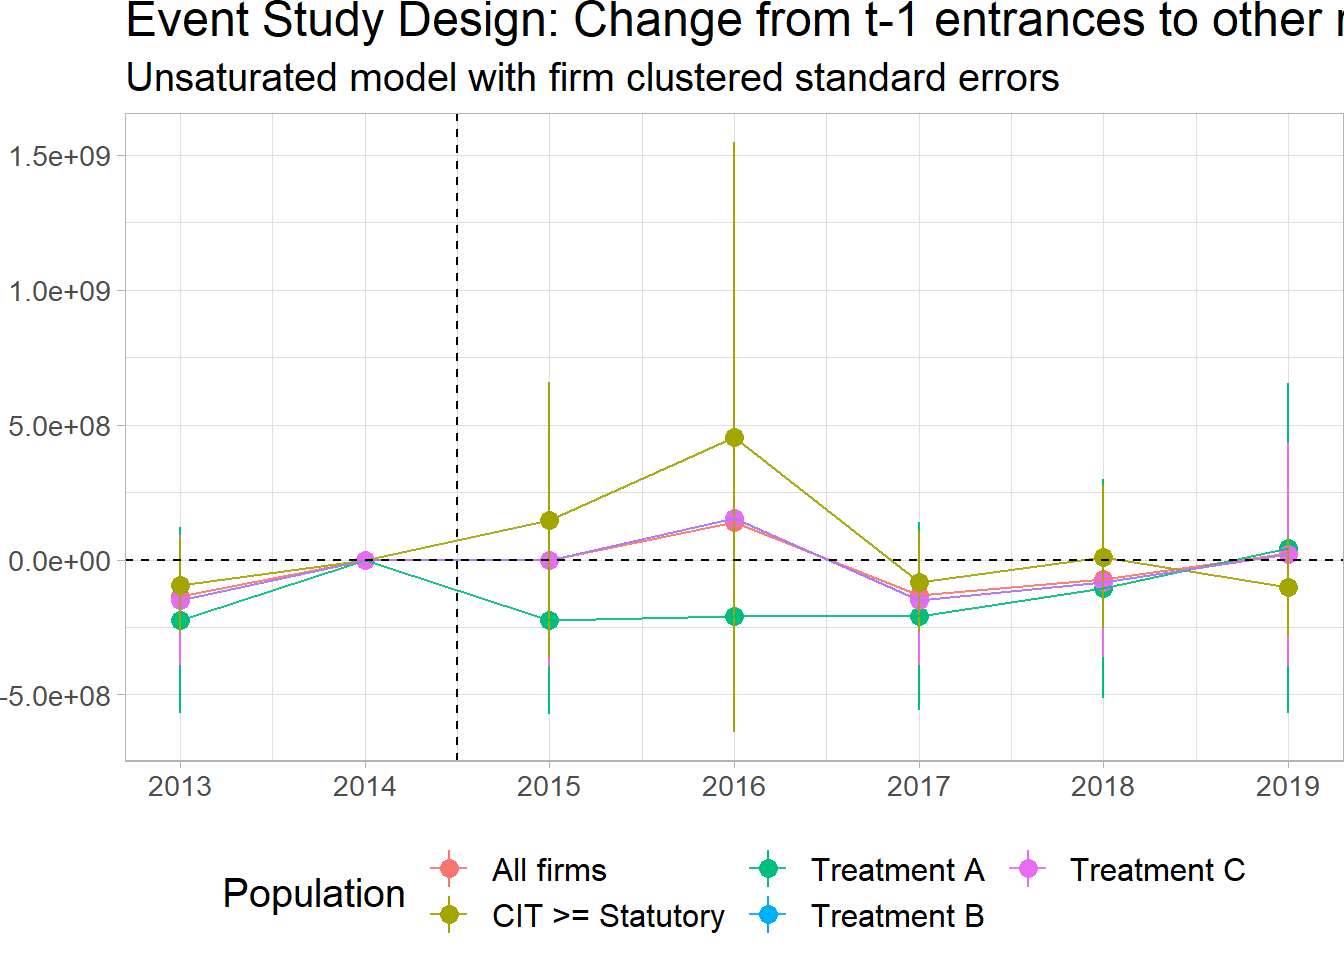 Event Study Design: Change from t-1 entrances to other
Unsaturated model with firm clustered standard errors
1.5e+09
1.0e+09
5.0e+08
0.0e+00
-5.0e+08
2013 2014 2015 2016 2017 2018 2019
Population
All firms Treatment A Treatment C
CIT >= Statutory Treatment B